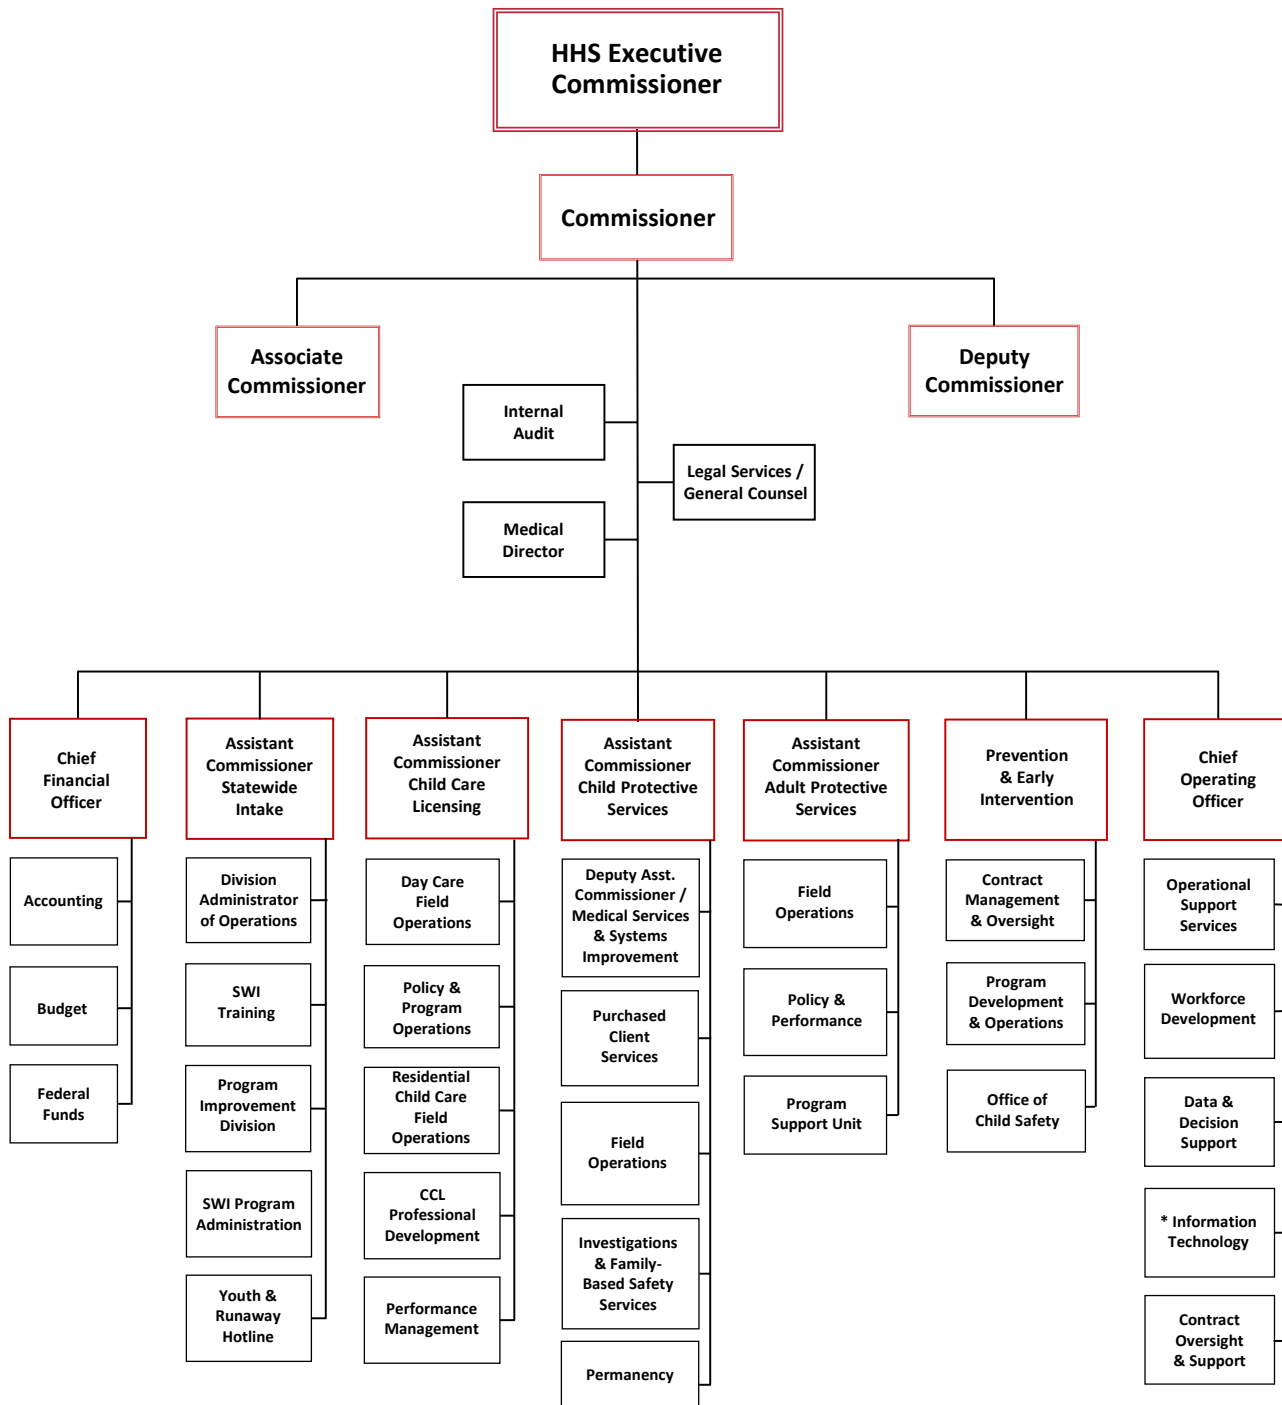 HHS Executive
Commissioner
Commissioner
Associate
Commissioner
Deputy
Commissioner
Internal
Audit
Legal Services /
General Counsel
Medical
Director
Chief
Financial
Officer
Accounting
Budget
Federal
Funds
Assistant
Commissioner
Statewide
Intake
Division
Administrator
of Operations
SWI
Training
Program
Improvement
Division
SWI Program
Administration
Youth &
Runaway
Hotline
Assistant
Commissioner
Child Care
Licensing
Day Care
Field
Operations
Policy &
Program
Operations
Residential
Child Care
Field
Operations
CCL
Professional
Development
Performance
Management
Assistant
Commissioner
Child Protective
Services
Deputy Asst.
Commissioner /
Medical Services
& Systems
Improvement
Purchased
Client
Services
Field
Operations
Investigations
& Family-
Based Safety
Services
Permanency
Assistant
Commissioner
Adult Protective
Services
Field
Operations
Policy &
Performance
Program
Support Unit
Prevention
& Early
Intervention
Contract
Management
& Oversight
Program
Development
& Operations
Office of
Child Safety
Chief
Operating
Officer
Operational
Support
Services
Workforce
Development
Data &
Decision
Support
* Information
Technology
Contract
Oversight
& Support